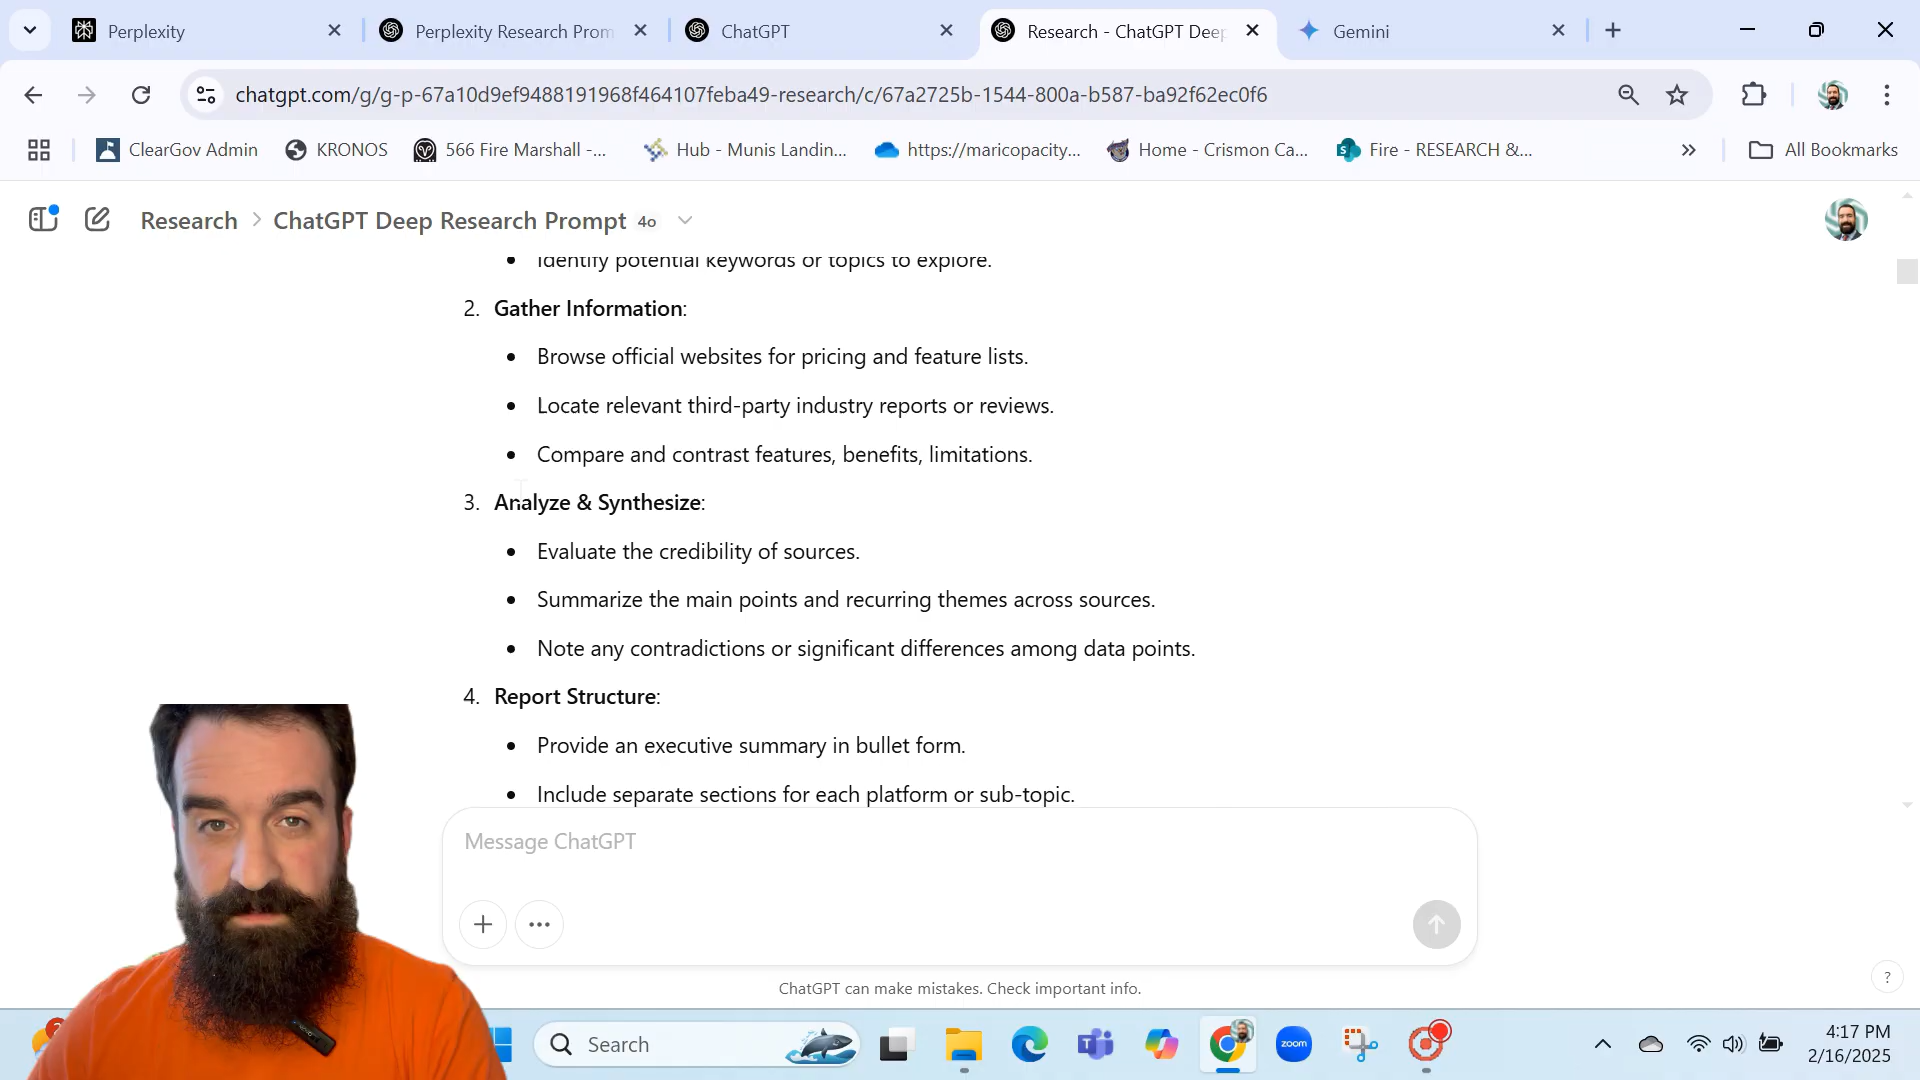 Perplexity
Perplexity Research Prom
ChatGPT
Research - ChatGPT Deep
Gemini
chatgpt.com/g/g-p-67a10d9ef9488191968f464107feba49-research/c/67a2725b-1544-800a-b587-ba92f62ec0f6
ClearGov Admin
KRONOS
566 Fire Marshall -...
Hub - Munis Landin...
https://maricopacity...
Home - Crismon Ca...
Fire - RESEARCH &...
»
All Bookmarks
Research > ChatGPT Deep Research Prompt 4o
• Identify potential keywords or topics to explore.
2. Gather Information:
• Browse official websites for pricing and feature lists.
• Locate relevant third-party industry reports or reviews.
• Compare and contrast features, benefits, limitations.
3. Analyze & Synthesize:
• Evaluate the credibility of sources.
• Summarize the main points and recurring themes across sources.
• Note any contradictions or significant differences among data points.
4. Report Structure:
• Provide an executive summary in bullet form.
• Include separate sections for each platform or sub-topic.
Message ChatGPT
ChatGPT can make mistakes. Check important info.
?
Search
zoom
4:17 PM
2/16/2025